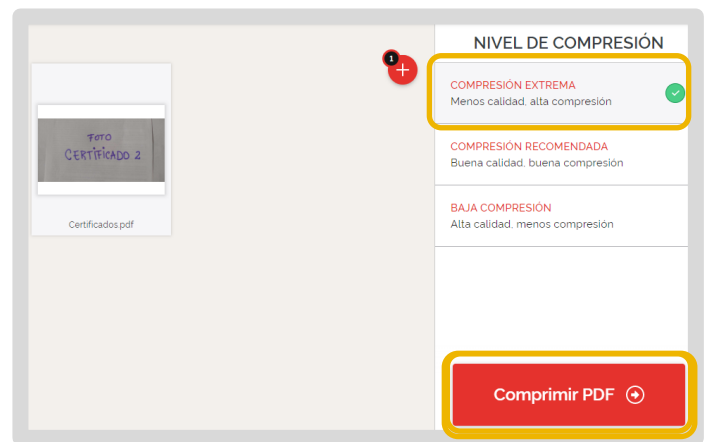 NIVEL DE COMPRESIÓN
1
+
COMPRESIÓN EXTREMA
Menos calidad, alta compresión
FOTO
CERTIFICADO 2
Certificados.pdf
COMPRESIÓN RECOMENDADA
Buena calidad, buena compresión
BAJA COMPRESIÓN
Alta calidad, menos compresión
Comprimir PDF